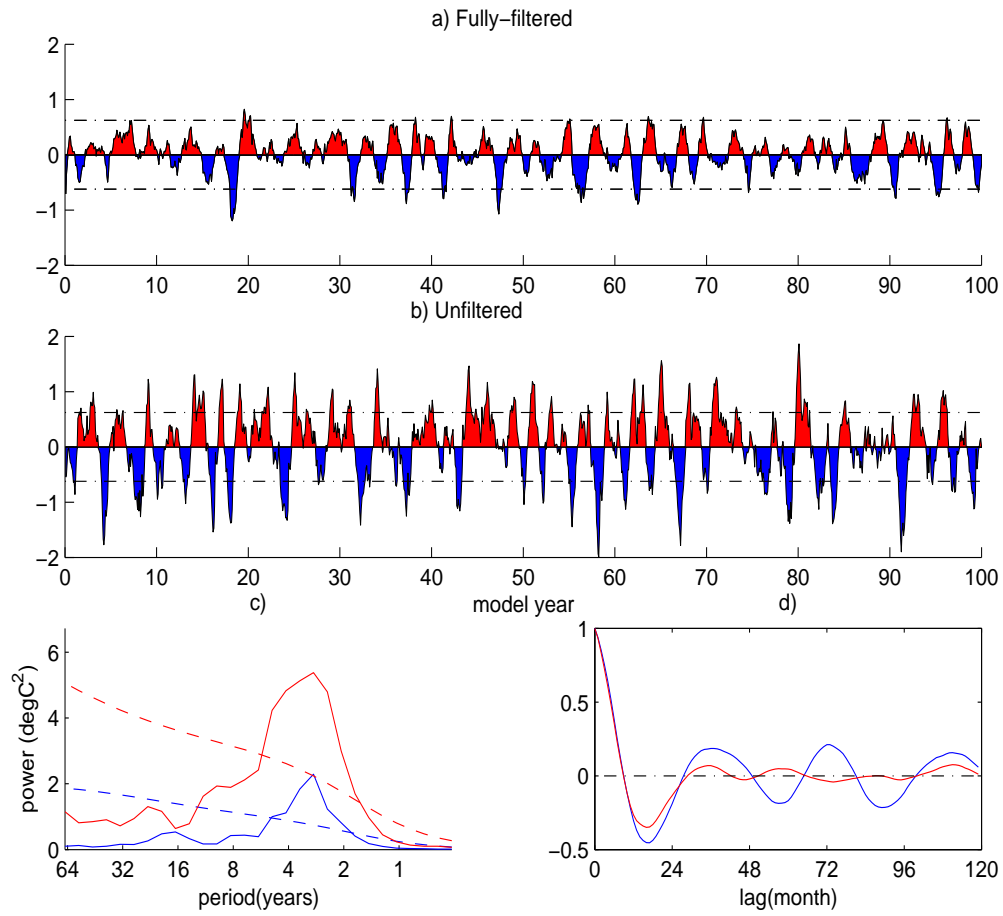 a) Fully−filtered
2
1
0
−1
−2
0 10 20 30 40 50 60 70 80 90 100
b) Unfiltered
2
1
0
−1
−2
0 10 20 30 40 50 60 70 80 90 100
c) model year d)
power (degC²)
6
4
2
0
64 32 16 8 4 2 1
period(years)
1
0.5
0
−0.5
0 24 48 72 96 120
lag(month)